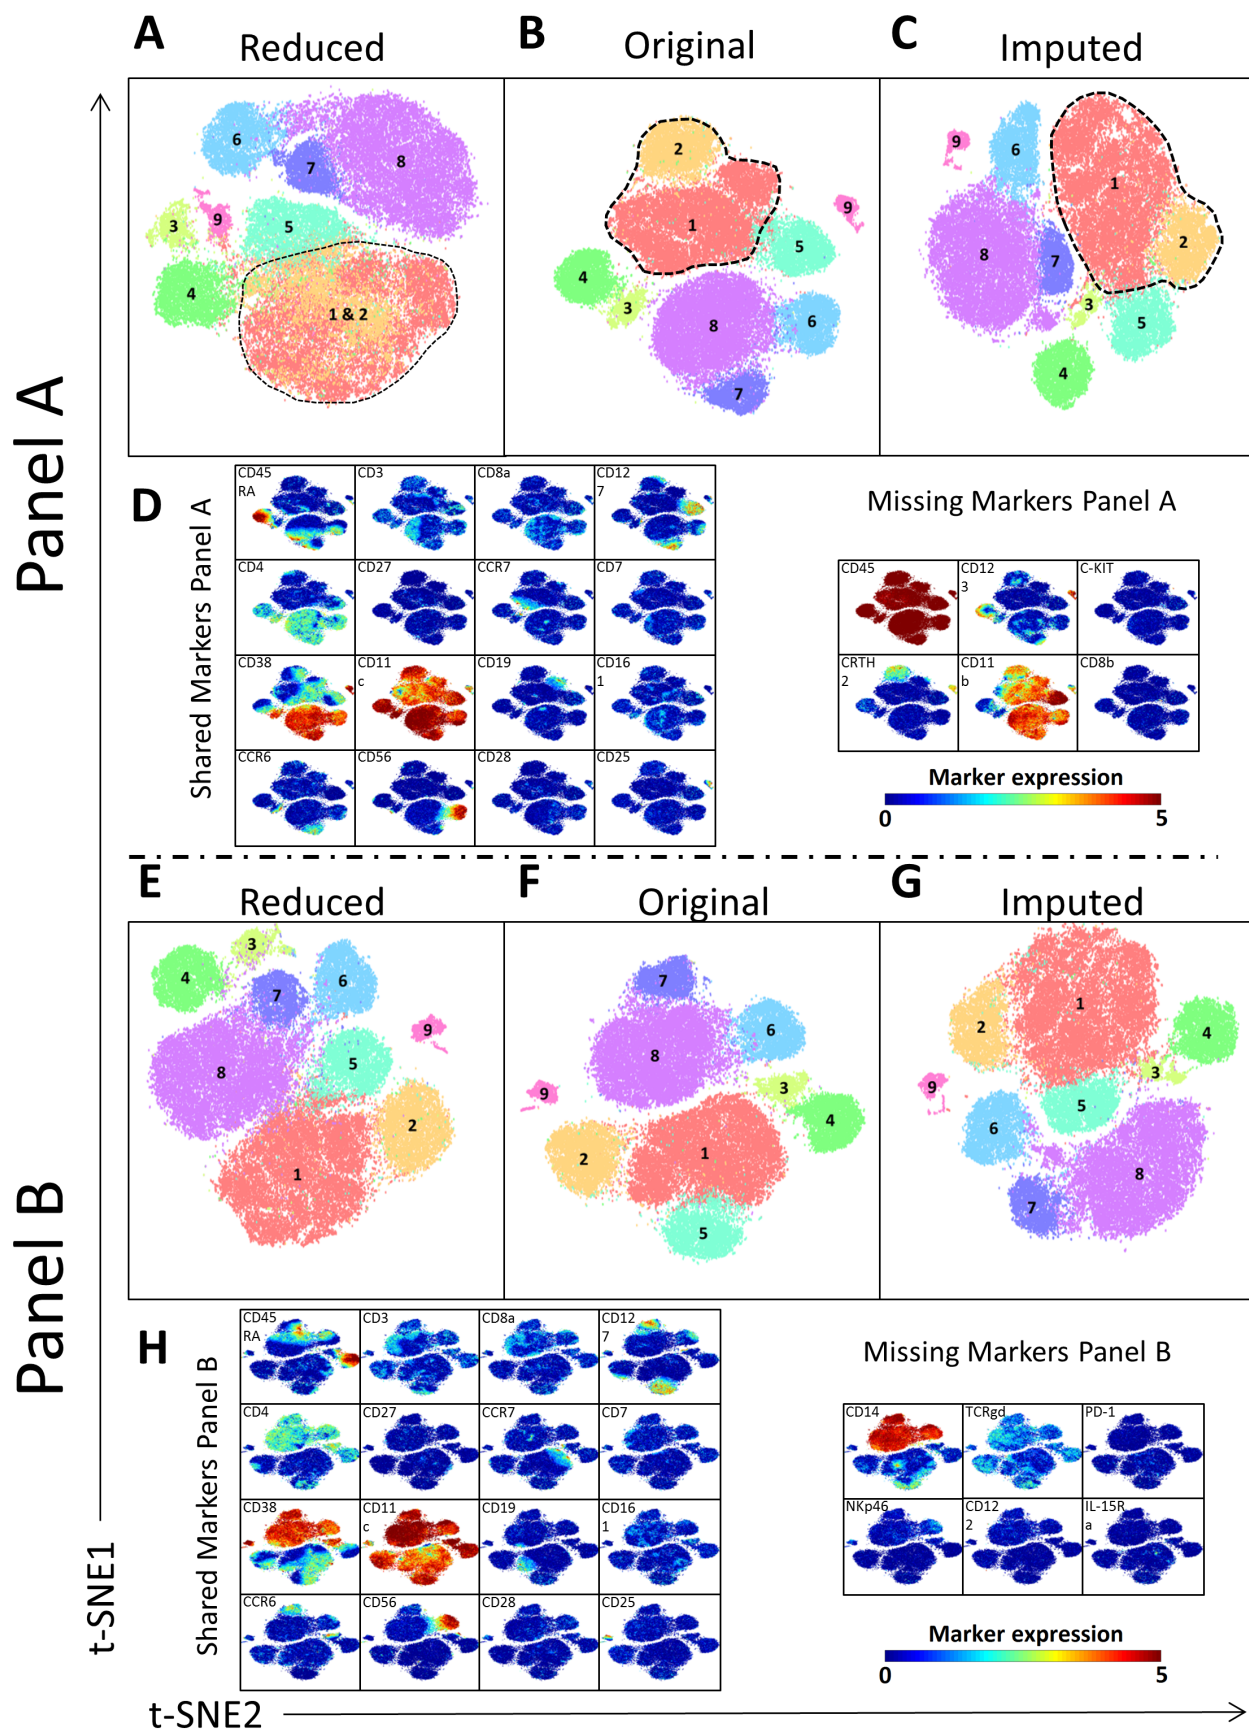 A
Reduced
B
Original
C
Imputed
6
7
8
3
9
5
4
1 & 2
2
1
9
5
4
3
8
6
7
9
6
1
8
7
2
3
5
4
Panel A
D
Shared Markers Panel A
CD45
RA
CD3
CD8a
CD12
7
CD4
CD27
CCR7
CD7
CD38
CD11
c
CD19
CD16
1
CCR6
CD56
CD28
CD25
Missing Markers Panel A
CD45
CD12
3
C-KIT
CRTH
2
CD11
b
CD8b
Marker expression
0
5
E
Reduced
F
Original
G
Imputed
3
4
7
6
9
8
5
2
1
7
6
8
3
9
4
2
1
5
1
2
4
3
9
5
6
8
7
Panel B
H
Shared Markers Panel B
CD45
RA
CD3
CD8a
CD12
7
CD4
CD27
CCR7
CD7
CD38
CD11
c
CD19
CD16
1
CCR6
CD56
CD28
CD25
Missing Markers Panel B
CD14
TCRgd
PD-1
NKp46
CD12
2
IL-15R
a
Marker expression
0
5
t-SNE1
t-SNE2